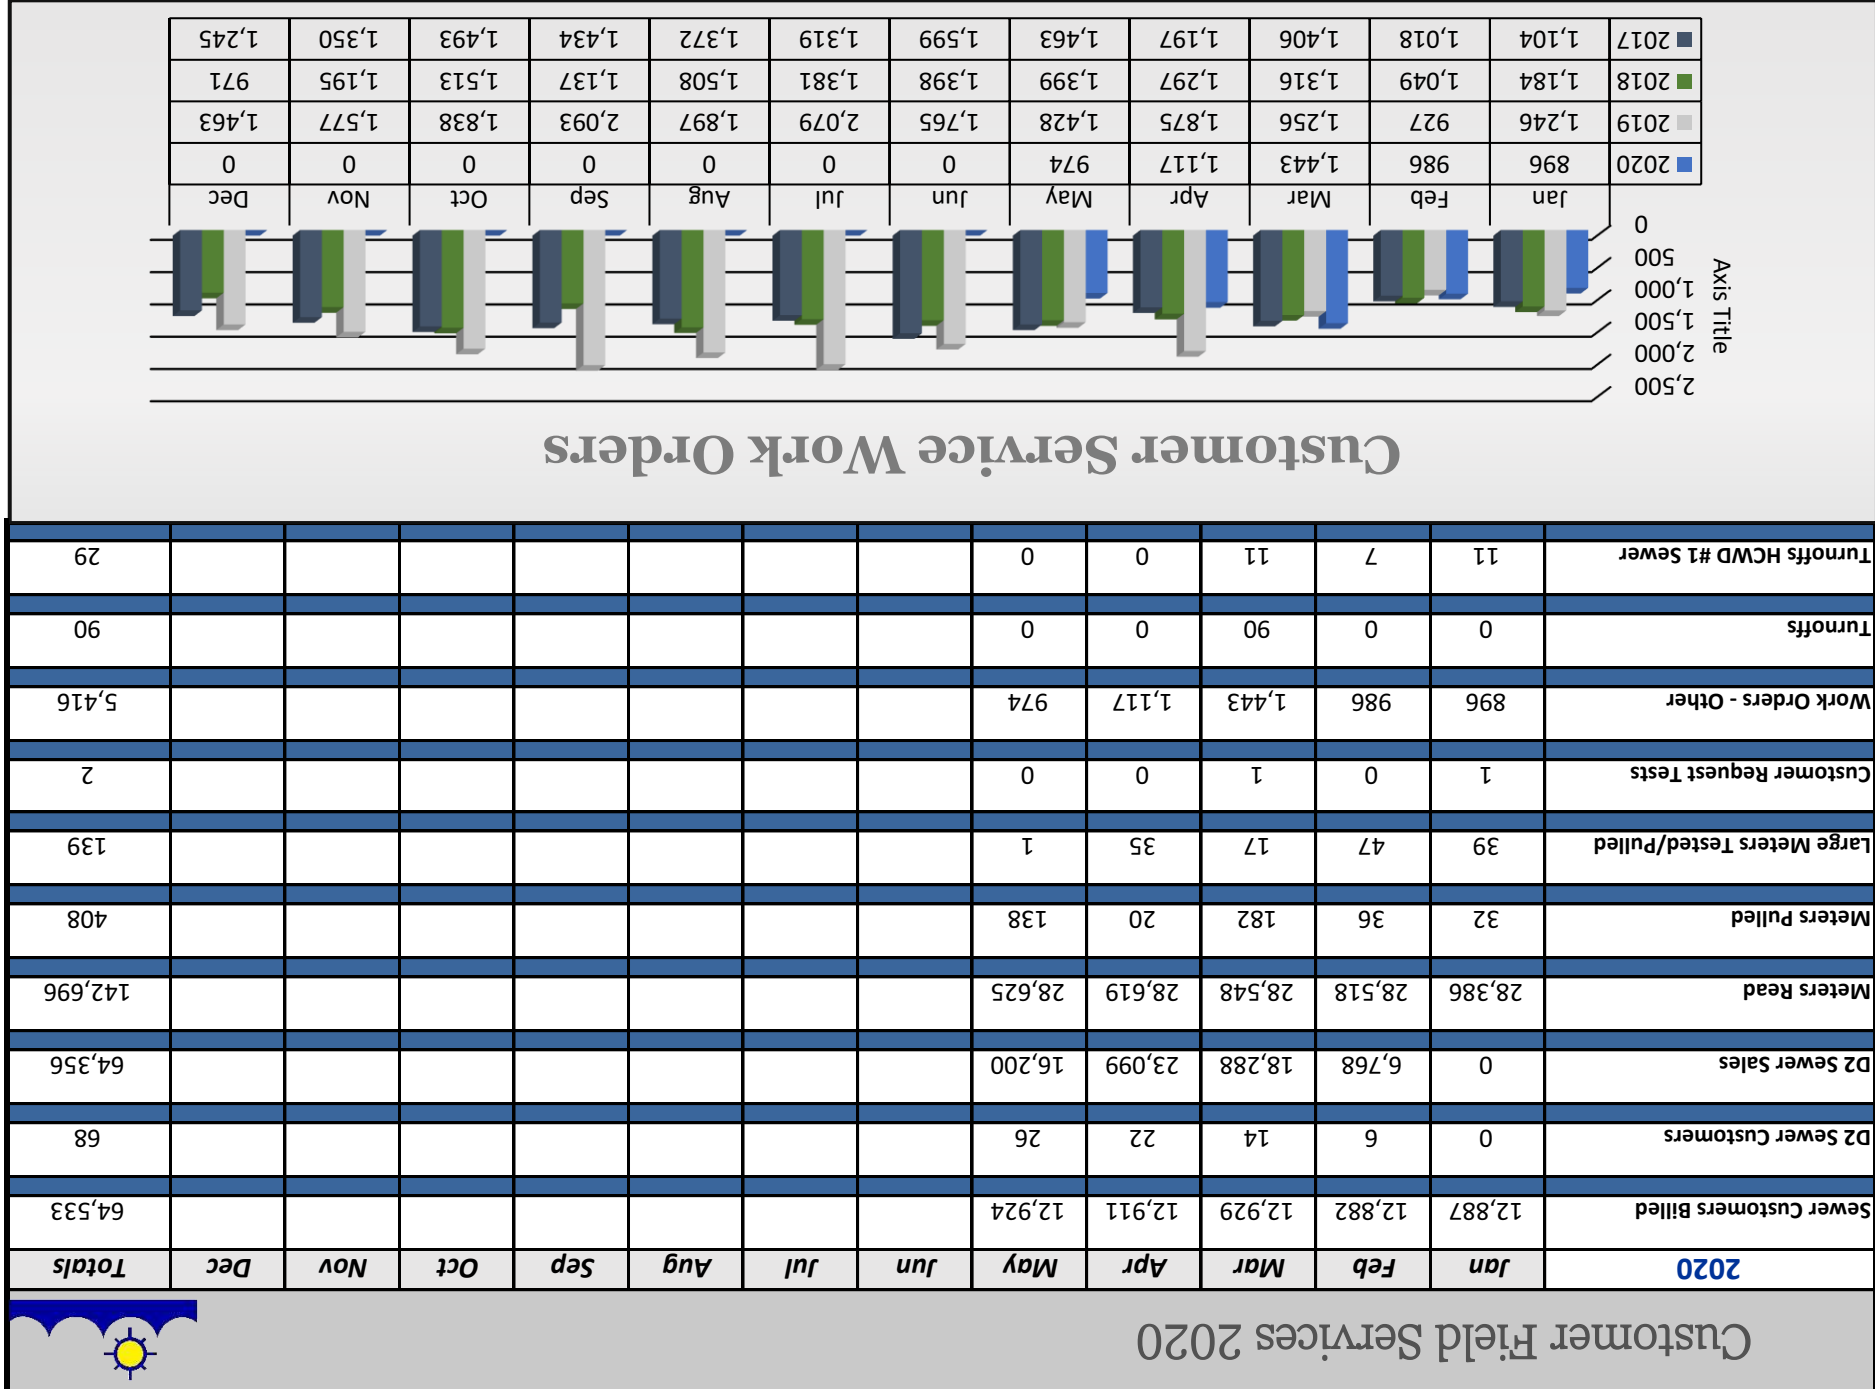 Customer Field Services 2020
2020 Jan Feb Mar Apr May Jun Jul Aug Sep Oct Nov Dec Totals
Sewer Customers Billed 12,887 12,882 12,929 12,911 12,924 64,533
D2 Sewer Customers 0 6 14 22 26 68
D2 Sewer Sales 0 6,768 18,288 23,099 16,200 64,356
Meters Read 28,386 28,518 28,548 28,619 28,625 142,696
Meters Pulled 32 36 182 20 138 408
Large Meters Tested/Pulled 39 47 17 35 1 139
Customer Request Tests 1 0 1 0 0 2
Work Orders - Other 896 986 1,443 1,117 974 5,416
Turnoffs 0 0 90 0 0 90
Turnoffs HCWD #1 Sewer 11 7 11 0 0 29
Customer Service Work Orders
2,500
2,000
1,500
1,000
500
0
Axis Title
Jan Feb Mar Apr May Jun Jul Aug Sep Oct Nov Dec
2020 896 986 1,443 1,117 974 0 0 0 0 0 0 0
2019 1,246 927 1,256 1,875 1,428 1,765 2,079 1,897 2,093 1,838 1,577 1,463
2018 1,184 1,049 1,316 1,297 1,399 1,398 1,381 1,508 1,137 1,513 1,195 971
2017 1,104 1,018 1,406 1,197 1,463 1,599 1,319 1,372 1,434 1,493 1,350 1,245